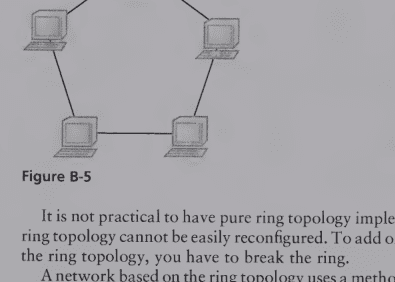 Figure B-5
It is not practical to have pure ring topology imple
ring topology cannot be easily reconfigured. To add o
the ring topology, you have to break the ring.
A network based on the ring topology uses a metho